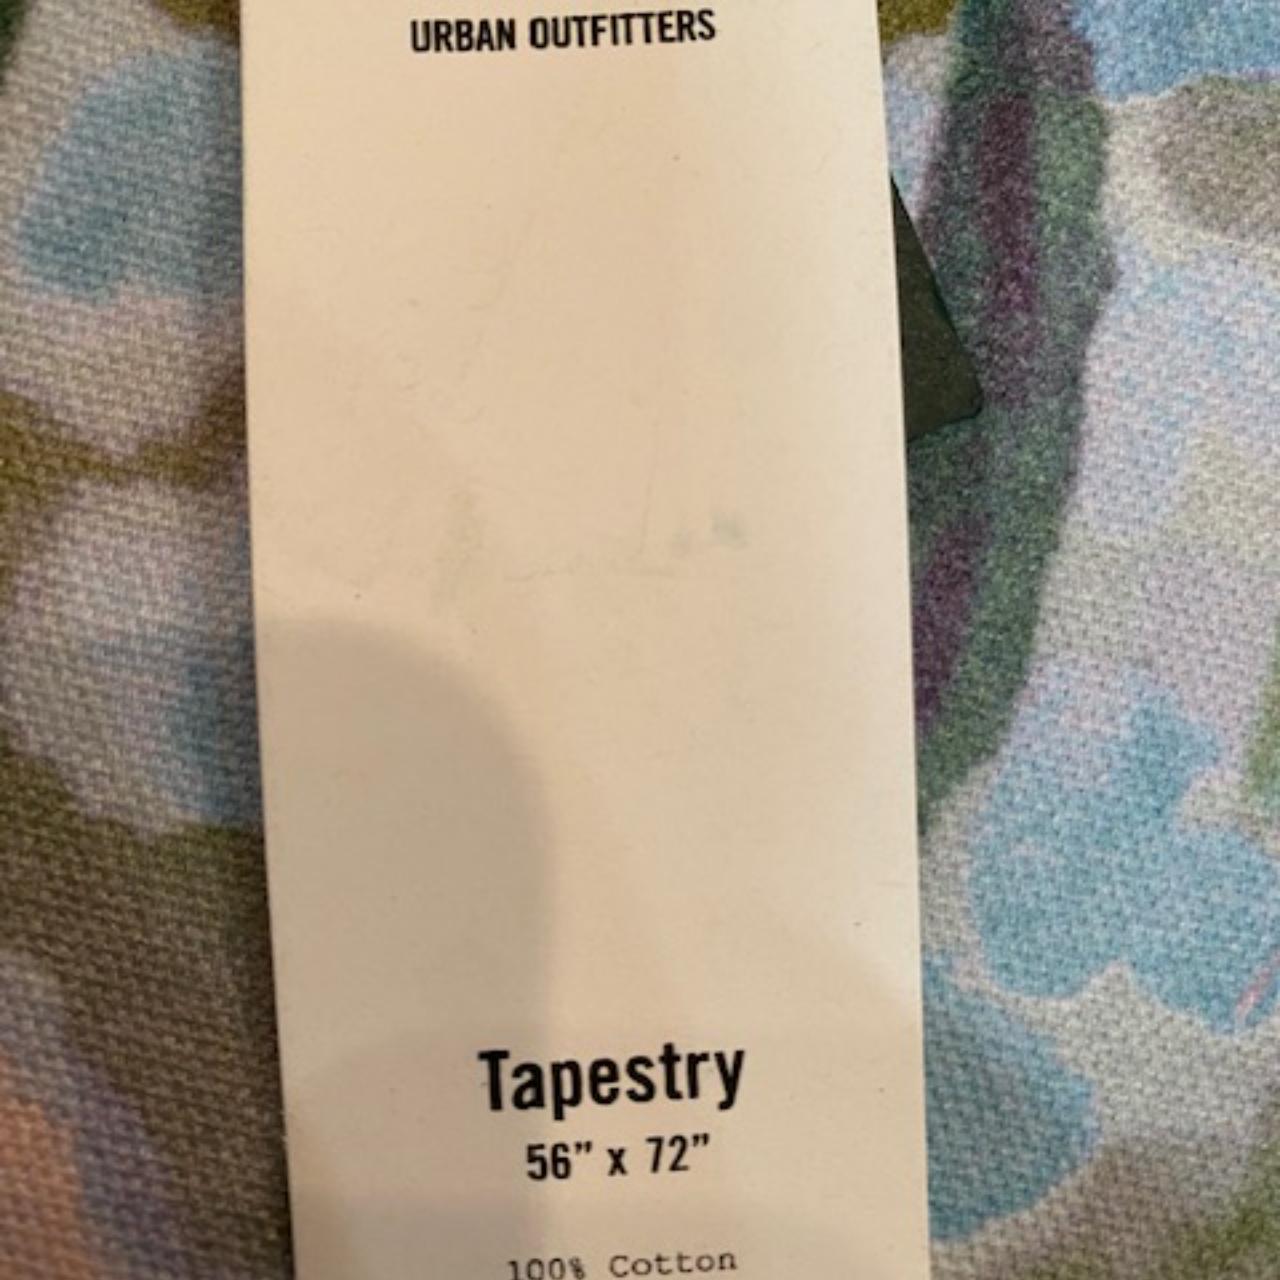 URBAN OUTFITTERS
Tapestry
56” x 72”
100% Cotton